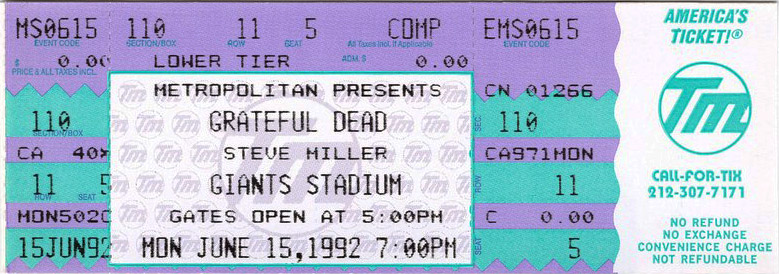 MS0615 110 11 5 COMP EMS0615
EVENT CODE SECTION/BOX ROW SEAT All Taxes Incl. If Applicable EVENT CODE
$ 0.00 LOWER TIER ADM. $ 0.00
PRICE & ALL TAXES INCL.
110
SECTION/BOX
CA 40×
11 5
ROW SEAT
MON502C
15JUN92
METROPOLITAN PRESENTS
GRATEFUL DEAD
STEVE MILLER
GIANTS STADIUM
GATES OPEN AT 5:00PM
MON JUNE 15,1992 7:00PM
CN 01266
SEC. 110
CA971MON
ROW 11
C 0.00
SEAT 5
AMERICA'S
TICKET!®
Tm
CALL-FOR-TIX
212-307-7171
NO REFUND
NO EXCHANGE
CONVENIENCE CHARGE
NOT REFUNDABLE